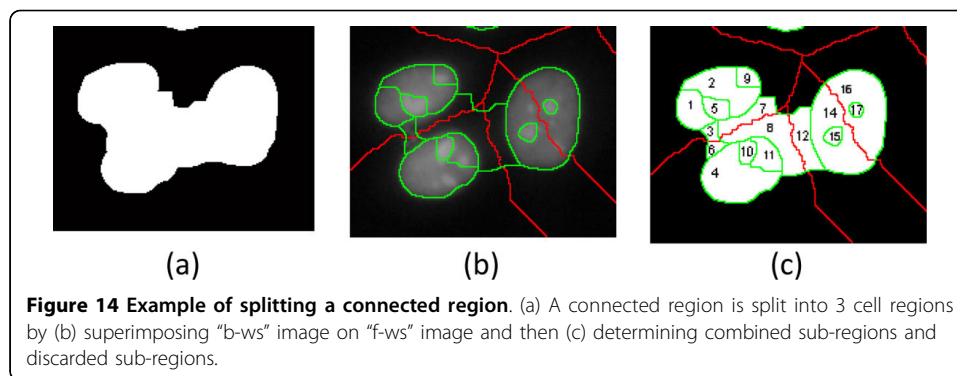 2
9
16
1
5
7
14
17
3
8
12
15
6
10
11
4
(a)
(b)
(c)
Figure 14 Example of splitting a connected region. (a) A connected region is split into 3 cell regions
by (b) superimposing "b-ws" image on "f-ws" image and then (c) determining combined sub-regions and
discarded sub-regions.